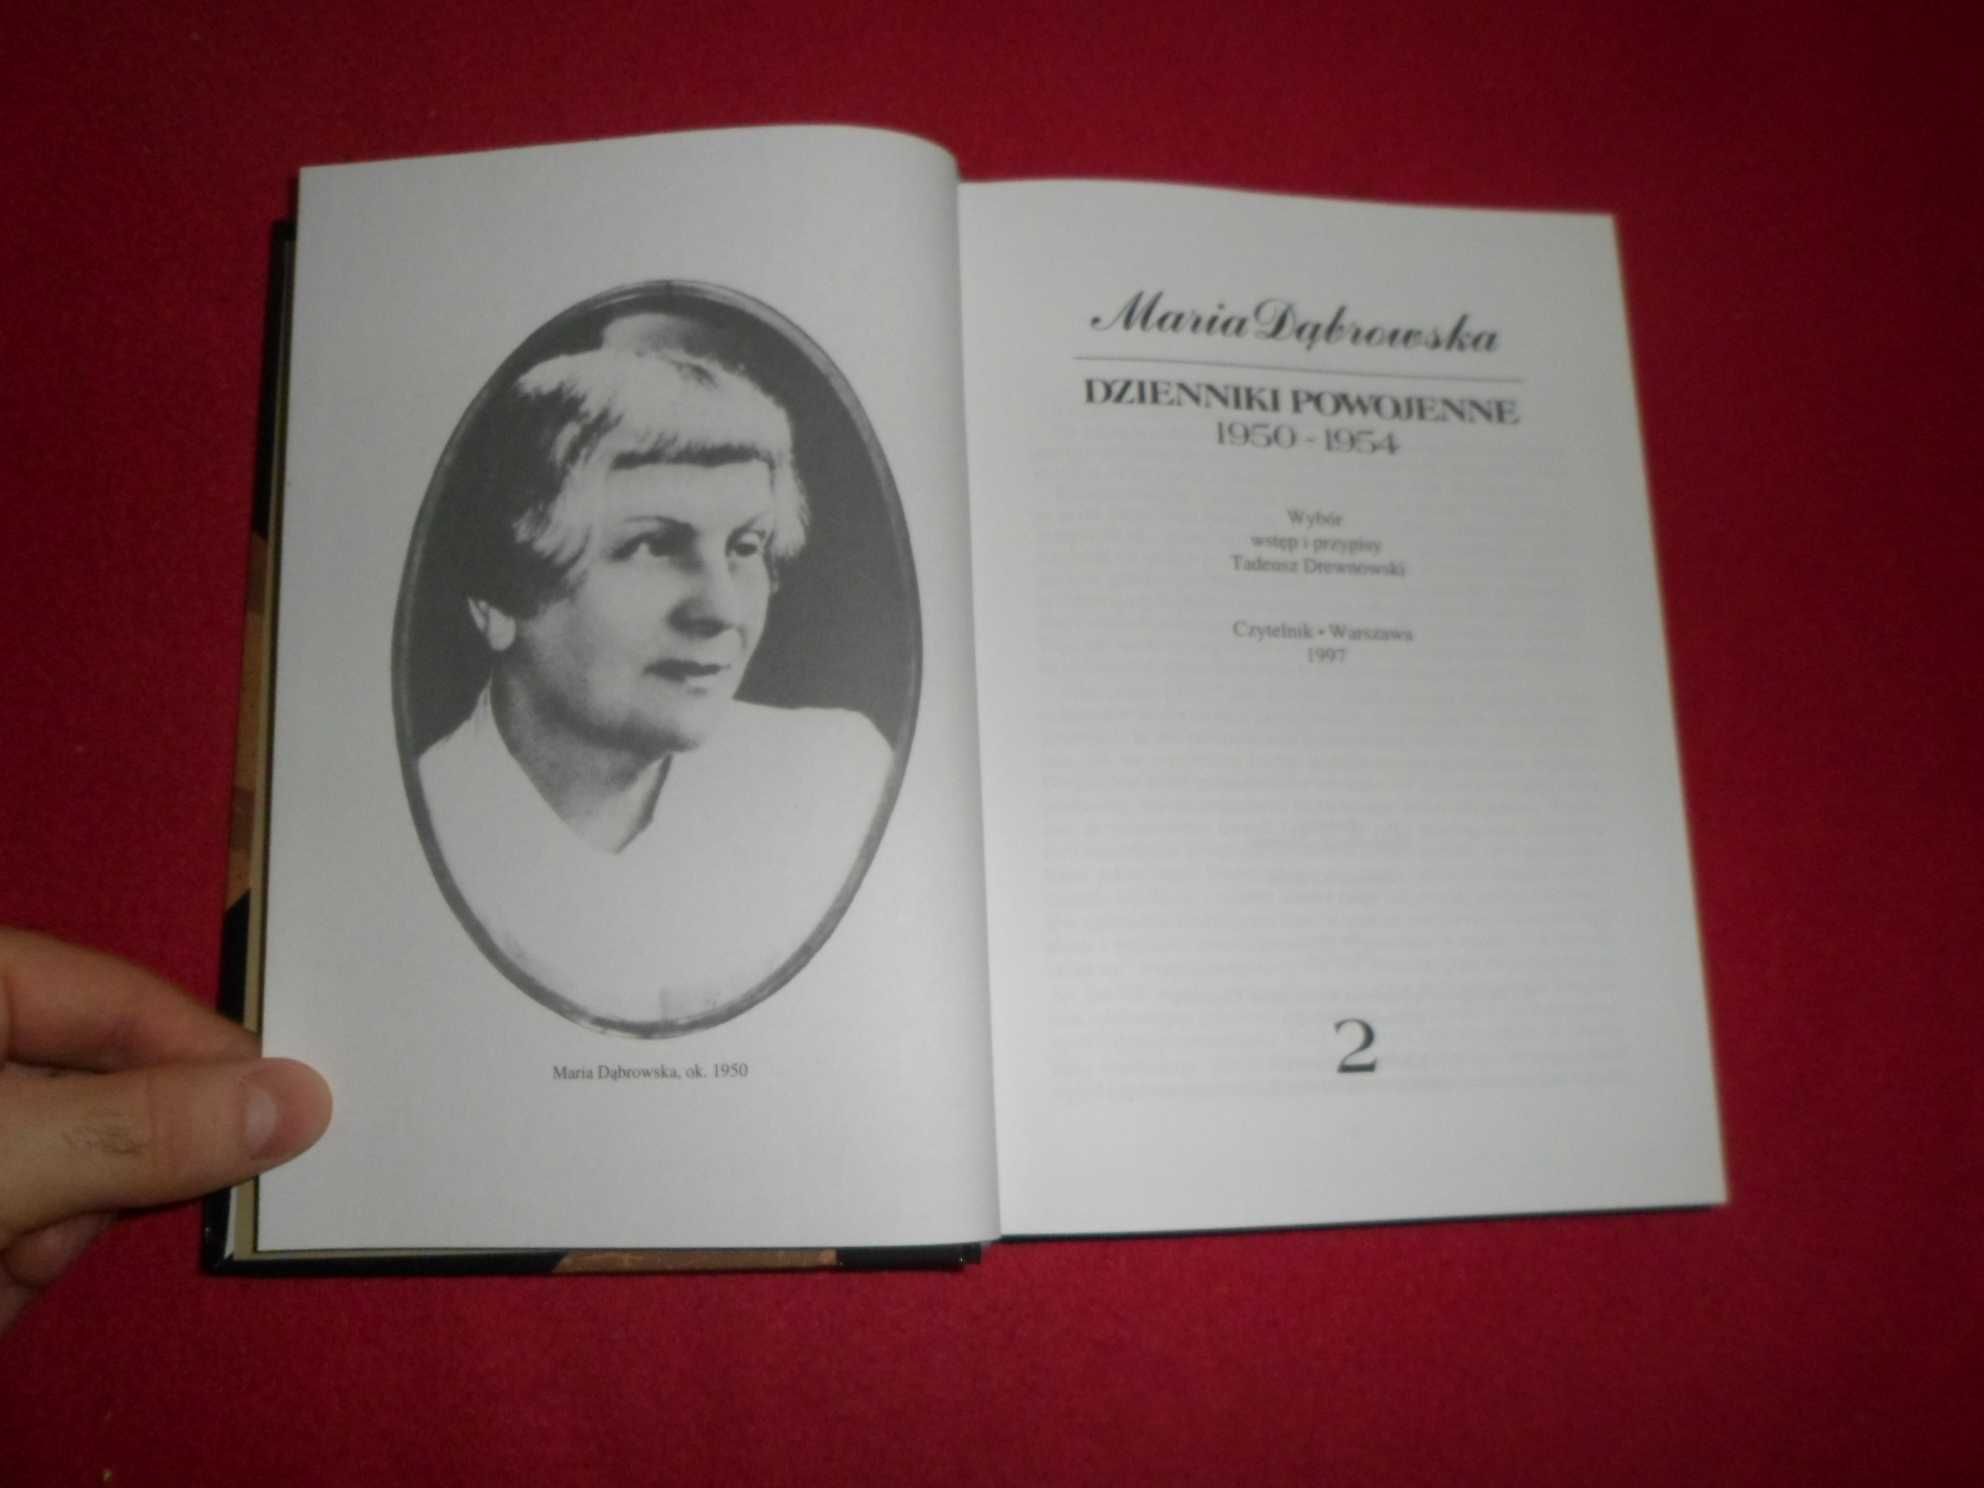 Maria Dąbrowska, ok. 1950
Maria Dąbrowska
DZIENNIKI POWOJENNE
1950 - 1954
Wybór
wstęp i przypisy
Tadeusz Drewnowski
Czytelnik • Warszawa
1997
2